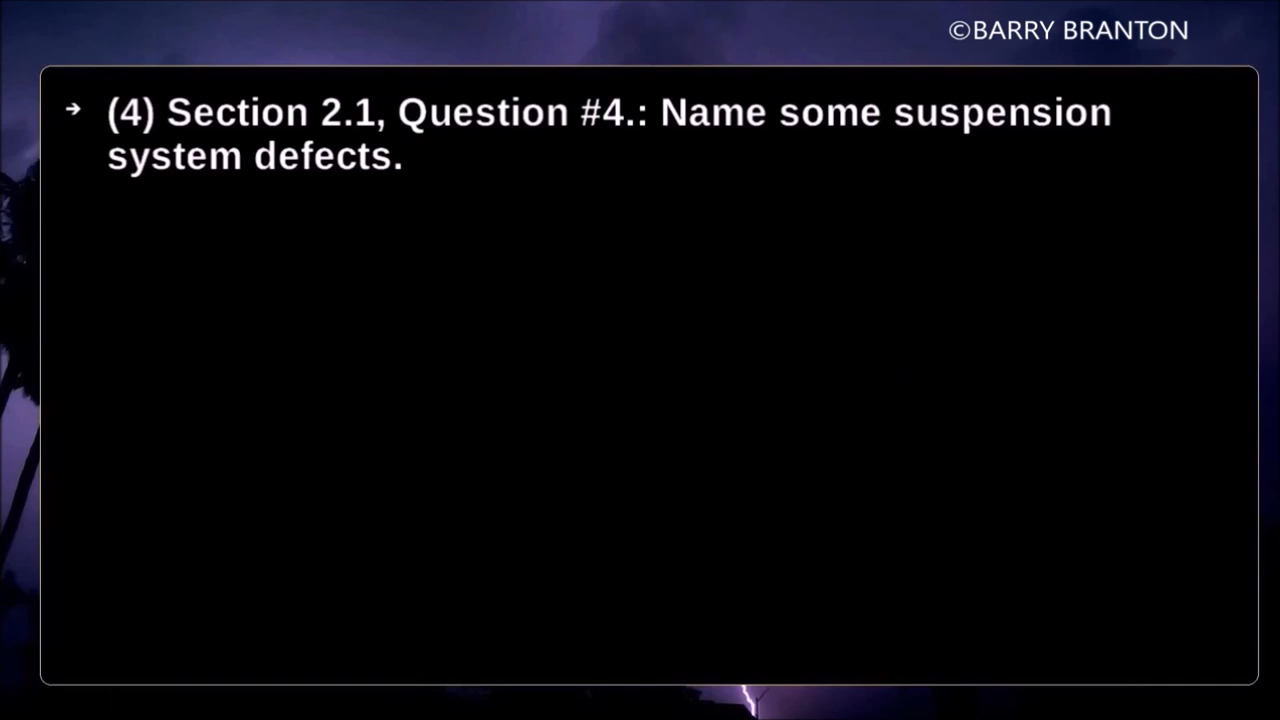 ©BARRY BRANTON
➔ (4) Section 2.1, Question #4.: Name some suspension
system defects.